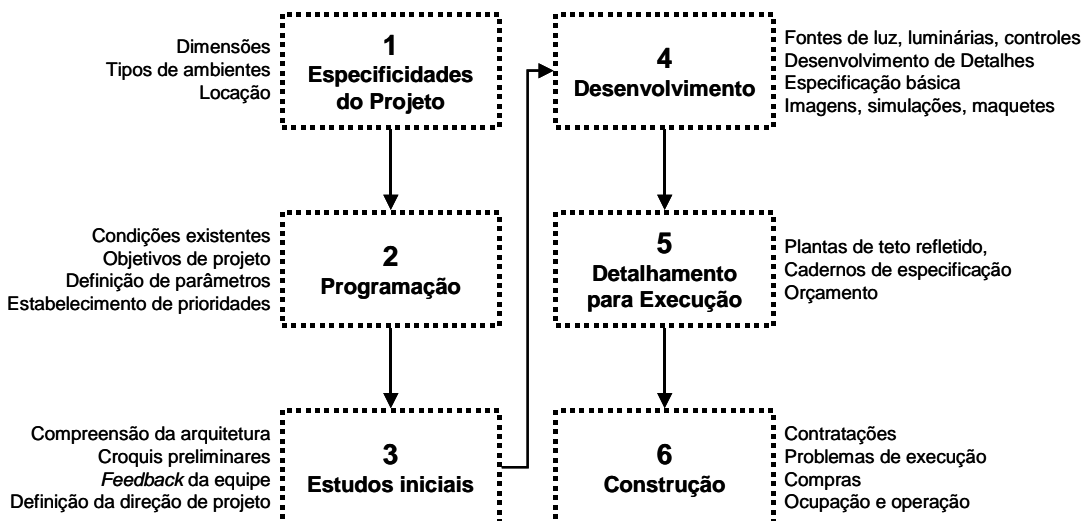 Dimensões
Tipos de ambientes
Locação
1
Especificidades
do Projeto
Condições existentes
Objetivos de projeto
Definição de parâmetros
Estabelecimento de prioridades
2
Programação
Compreensão da arquitetura
Croquis preliminares
Feedback da equipe
Definição da direção de projeto
3
Estudos iniciais
4
Desenvolvimento
Fontes de luz, luminárias, controles
Desenvolvimento de Detalhes
Especificação básica
Imagens, simulações, maquetes
5
Detalhamento
para Execução
Plantas de teto refletido,
Cadernos de especificação
Orçamento
6
Construção
Contratações
Problemas de execução
Compras
Ocupação e operação